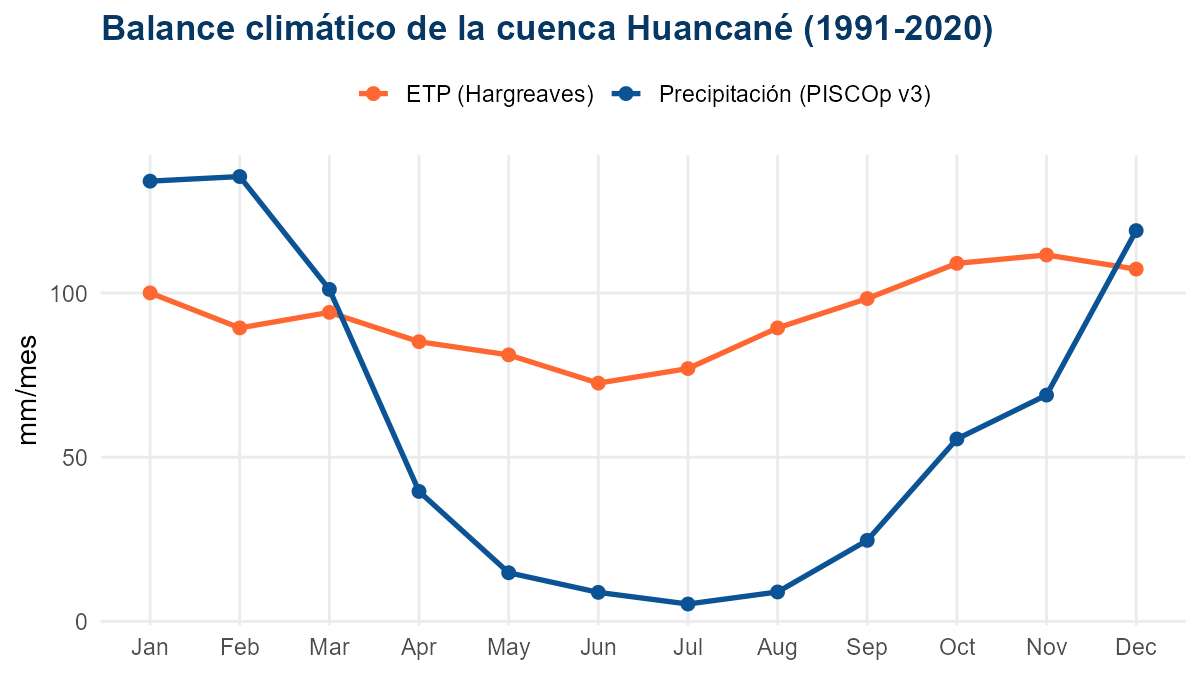 Balance climático de la cuenca Huancané (1991-2020)
ETP (Hargreaves) Precipitación (PISCOp v3)
mm/mes
100
50
0
Jan Feb Mar Apr May Jun Jul Aug Sep Oct Nov Dec